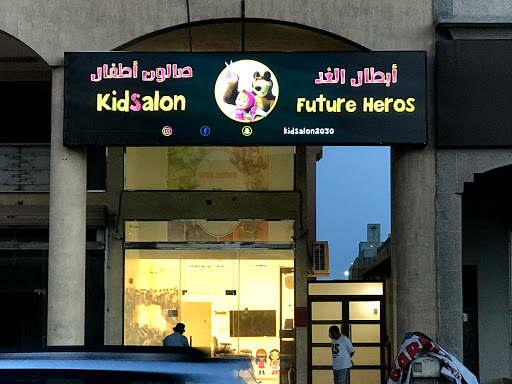 صالون أطفال
أبطال الغد
KidSalon
Future Heros
kidsalon2030